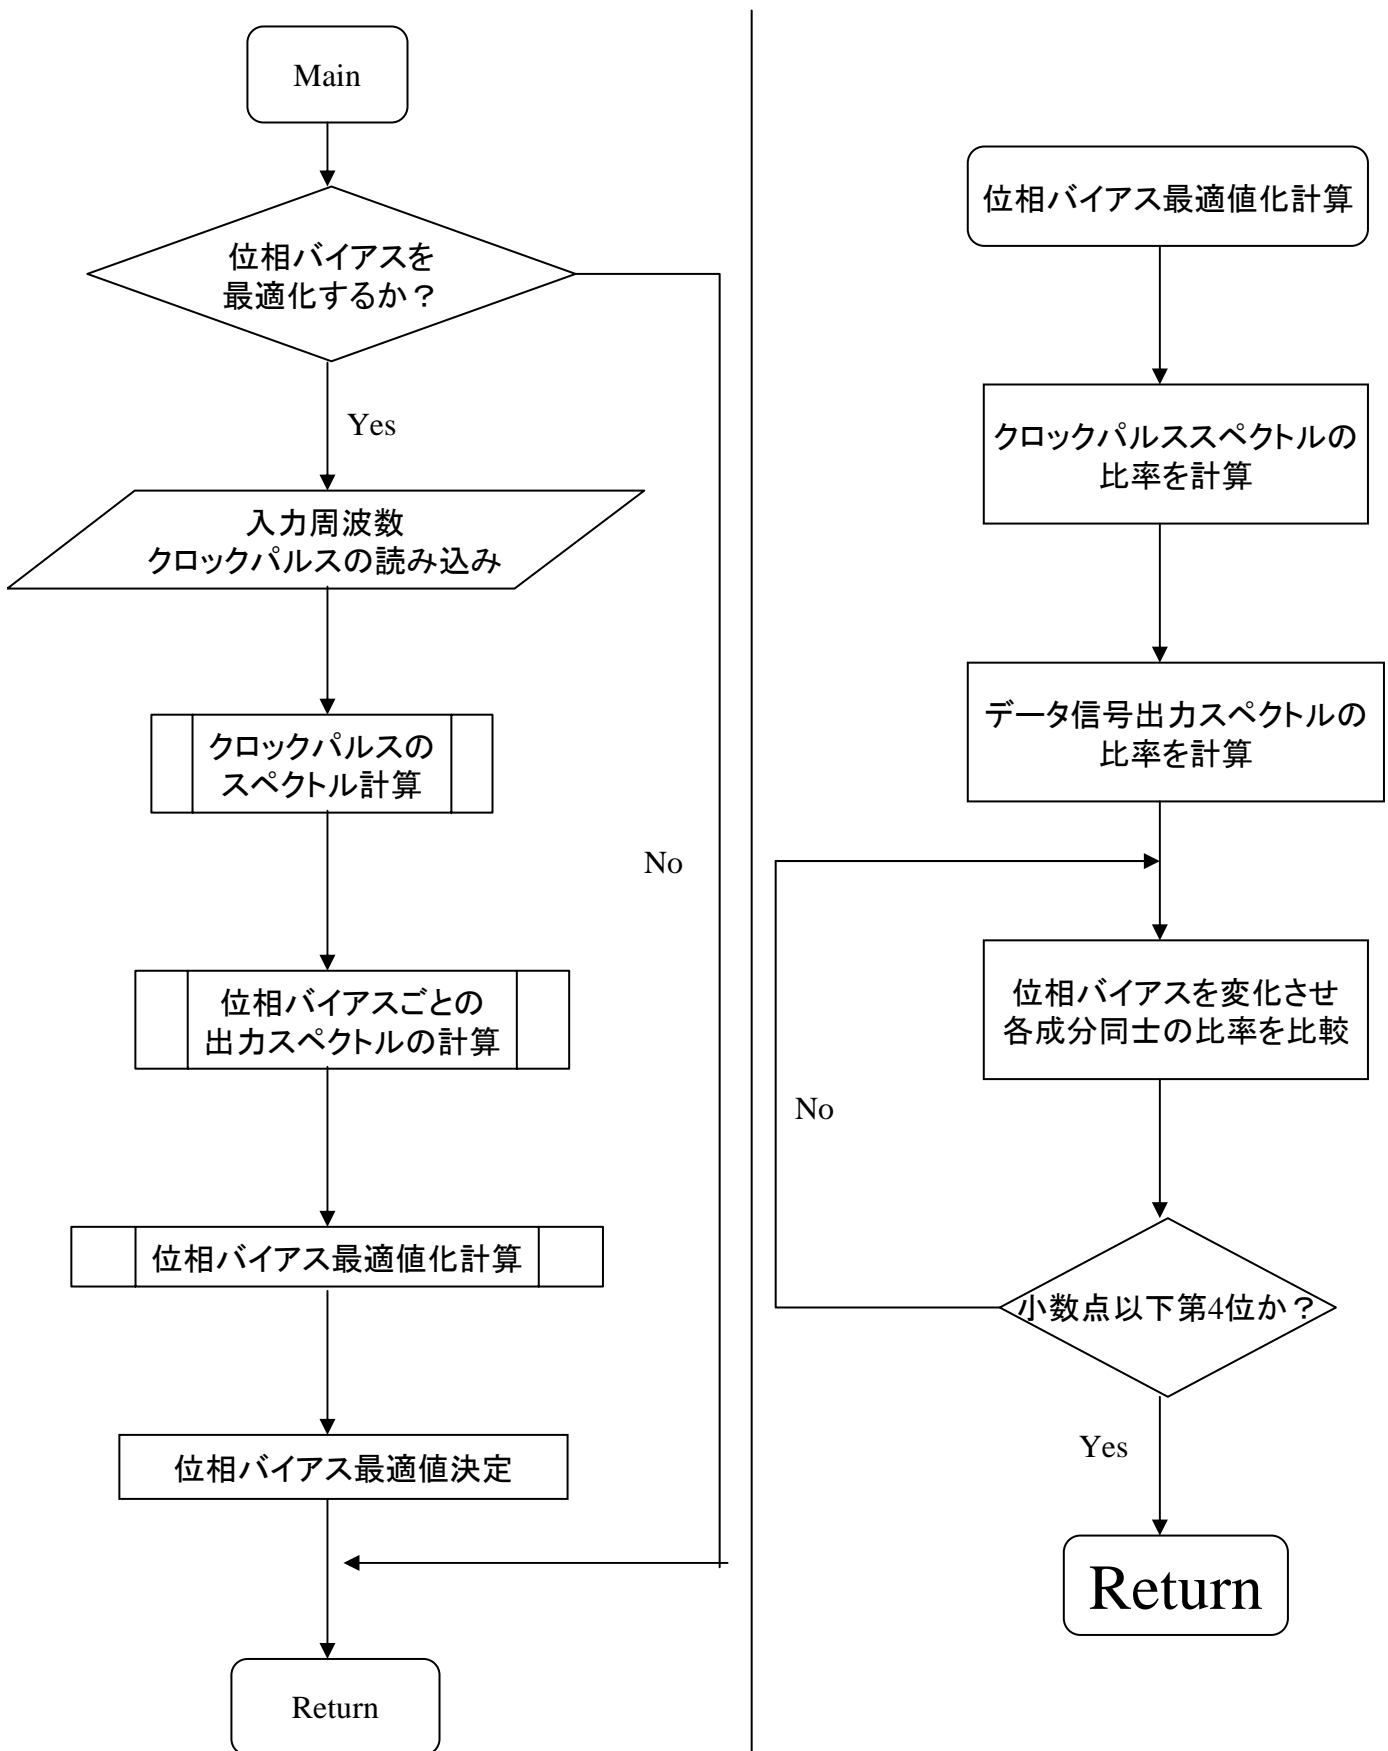 Main
位相バイアスを
最適化するか？
Yes
入力周波数
クロックパルスの読み込み
クロックパルスの
スペクトル計算
No
位相バイアスごとの
出力スペクトルの計算
位相バイアス最適値化計算
位相バイアス最適値決定
Return
位相バイアス最適値化計算
クロックパルススペクトルの
比率を計算
データ信号出力スペクトルの
比率を計算
位相バイアスを変化させ
各成分同士の比率を比較
No
小数点以下第4位か？
Yes
Return